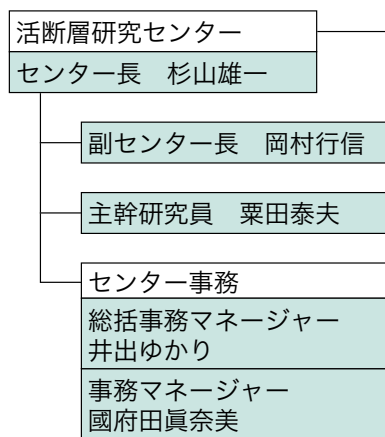 活断層研究センター
センター長　杉山雄一
副センター長　岡村行信
主幹研究員　粟田泰夫
センター事務
総括事務マネージャー
井出ゆかり
事務マネージャー
國府田眞奈美